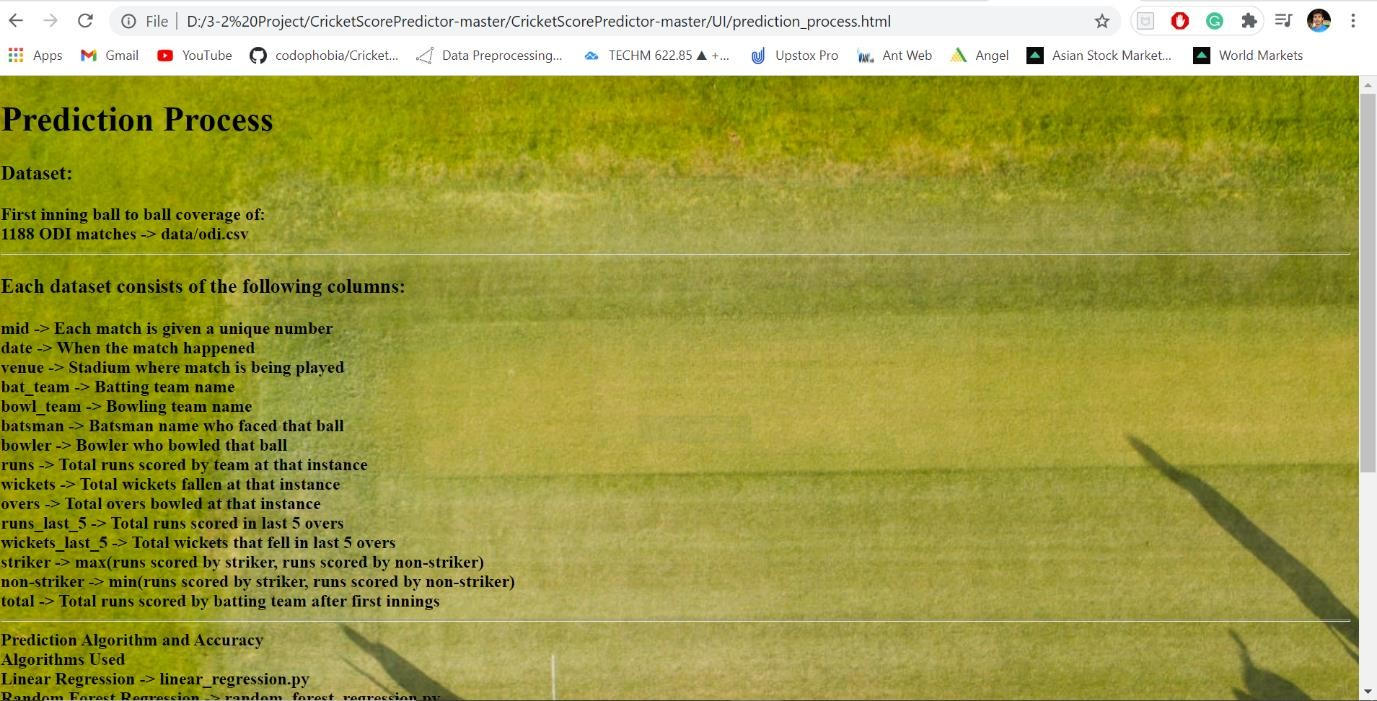 File
D:/3-2%20Project/CricketScorePredictor-master/CricketScorePredictor-master/UI/prediction_process.html
Apps
Gmail
YouTube
codophobia/Cricket...
Data Preprocessing...
TECHM 622.85 ▲ +...
Upstox Pro
Ant Web
Angel
Asian Stock Market...
World Markets
Prediction Process
Dataset:
First inning ball to ball coverage of:
1188 ODI matches -> data/odi.csv
Each dataset consists of the following columns:
mid -> Each match is given a unique number
date -> When the match happened
venue -> Stadium where match is being played
bat_team -> Batting team name
bowl_team -> Bowling team name
batsman -> Batsman name who faced that ball
bowler -> Bowler who bowled that ball
runs -> Total runs scored by team at that instance
wickets -> Total wickets fallen at that instance
overs -> Total overs bowled at that instance
runs_last_5 -> Total runs scored in last 5 overs
wickets_last_5 -> Total wickets that fell in last 5 overs
striker -> max(runs scored by striker, runs scored by non-striker)
non-striker -> min(runs scored by striker, runs scored by non-striker)
total -> Total runs scored by batting team after first innings
Prediction Algorithm and Accuracy
Algorithms Used
Linear Regression -> linear_regression.py
Random Forest Regression -> random_forest_regression.py